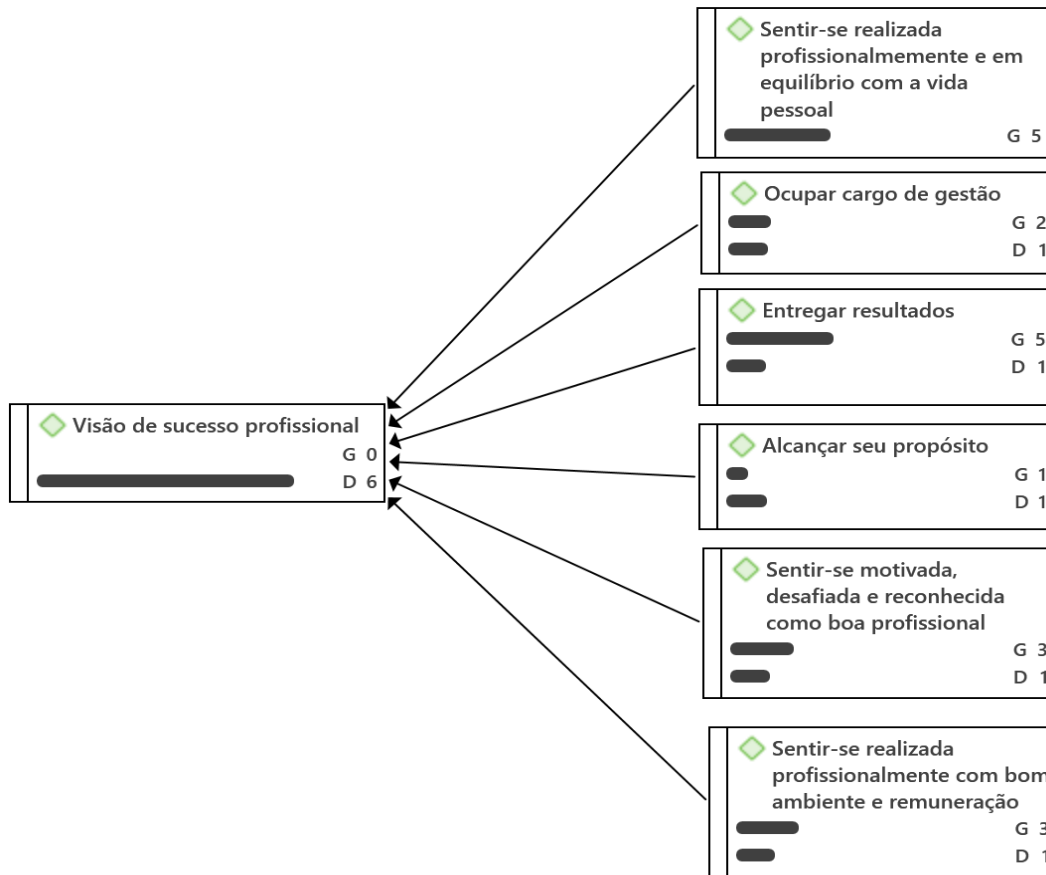 Sentir-se realizada
profissionalmemente e em
equilíbrio com a vida
pessoal
G 5
Ocupar cargo de gestão
G 2
D 1
Entregar resultados
G 5
D 1
Visão de sucesso profissional
G 0
D 6
Alcançar seu propósito
G 1
D 1
Sentir-se motivada,
desafiada e reconhecida
como boa profissional
G 3
D 1
Sentir-se realizada
profissionalmente com bom
ambiente e remuneração
G 3
D 1